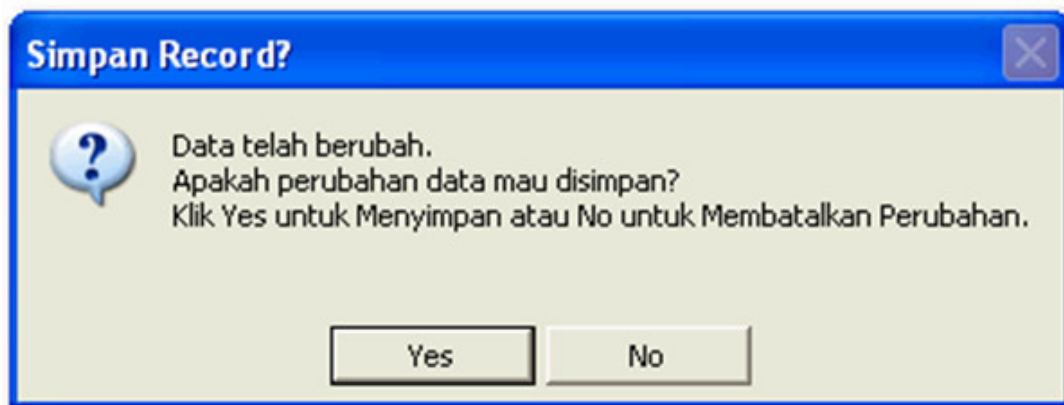 Simpan Record?
Data telah berubah.
Apakah perubahan data mau disimpan?
Klik Yes untuk Menyimpan atau No untuk Membatalkan Perubahan.
Yes
No